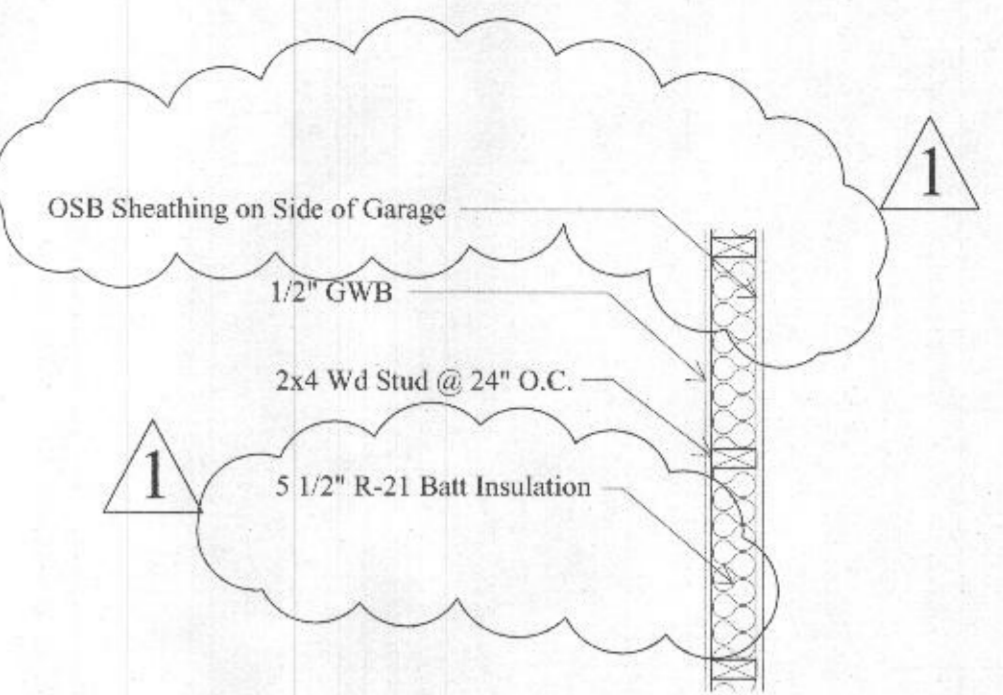 1
OSB Sheathing on Side of Garage
1/2" GWB
2x4 Wd Stud @ 24" O.C.
1
5 1/2" R-21 Batt Insulation